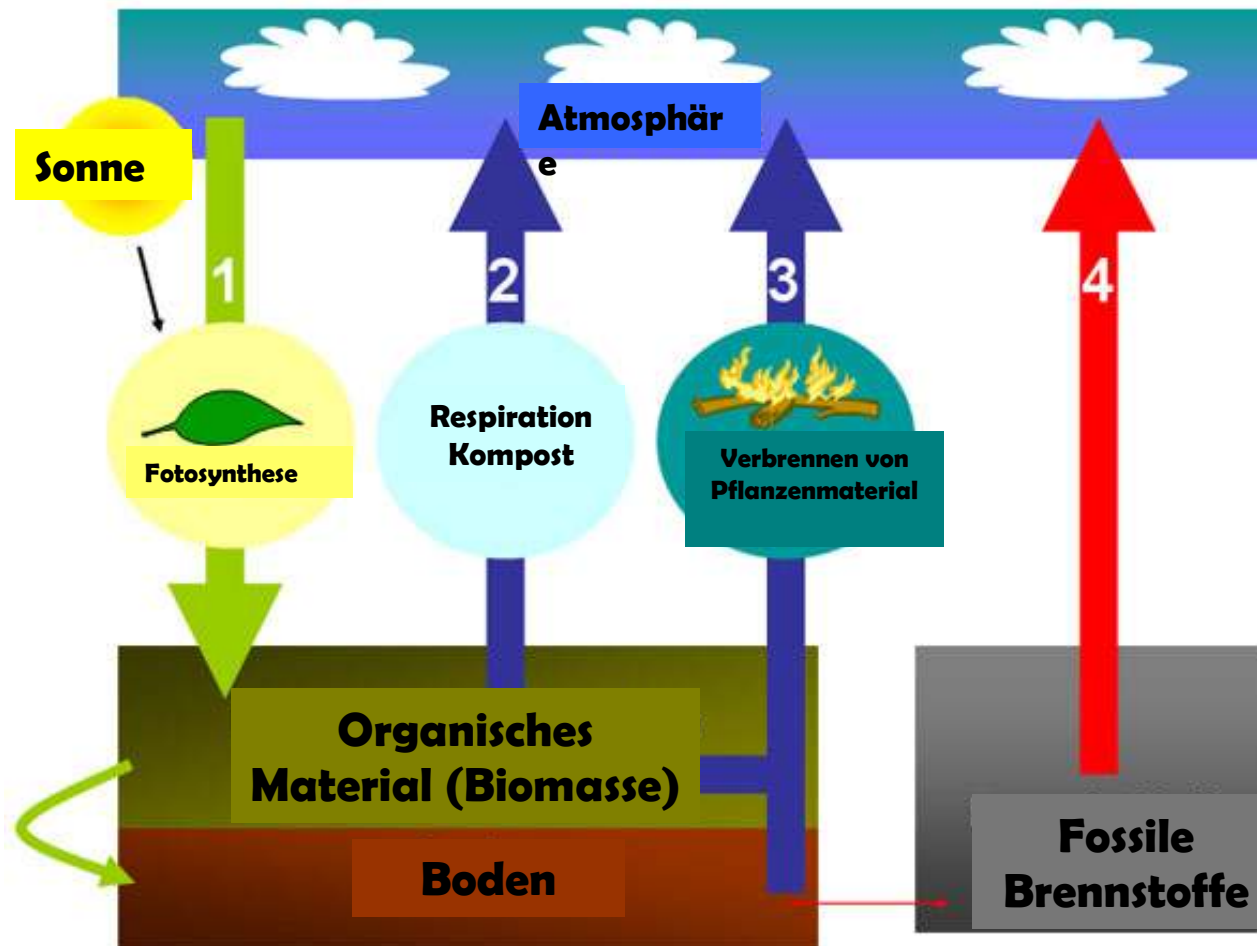 Atmosphär
e
Sonne
1
2
3
4
Fotosynthese
Respiration
Kompost
Verbrennen von
Pflanzenmaterial
Organisches
Material (Biomasse)
Boden
Fossile
Brennstoffe